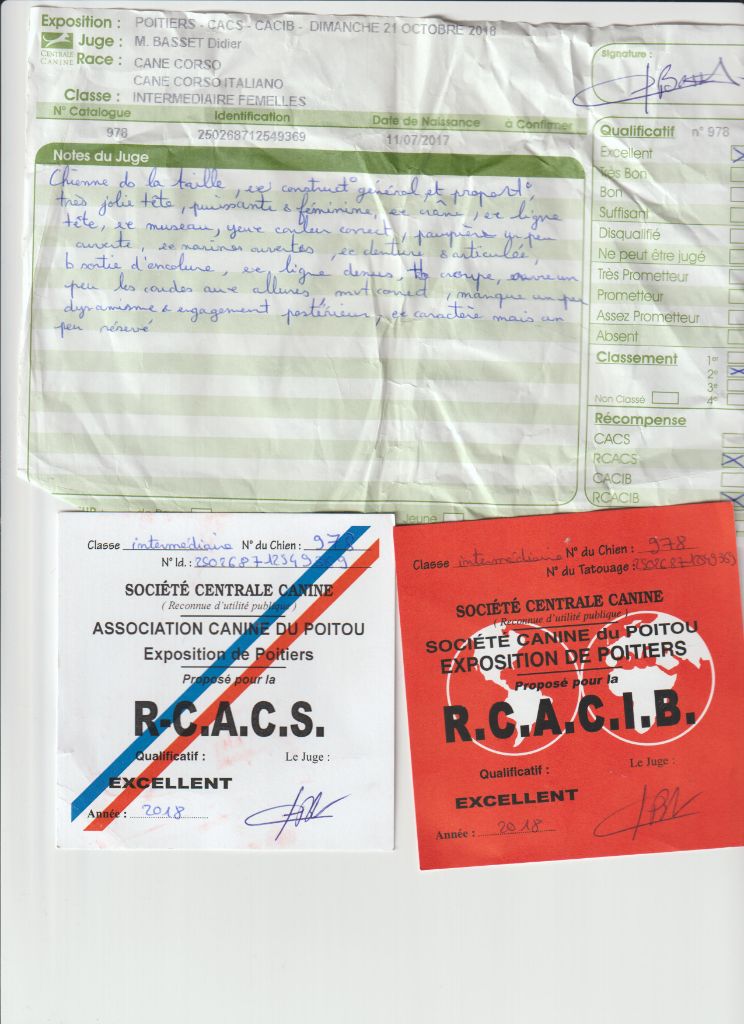 Exposition : POITIERS - CACS - CACIB - DIMANCHE 21 OCTOBRE 2018
Juge : M. BASSET Didier
CENTRALE CANINE
Race : CANE CORSO
CANE CORSO ITALIANO
Classe : INTERMEDIAIRE FEMELLES
N° Catalogue Identification Date de Naissance à Confirmer
978 250268712549369 11/07/2017
Notes du Juge
Chienne de la taille, ex construct° général, et proport°,
très jolie tête, puissante & féminine, ex crâne, ex ligne
tête, ex museau, yeux couleur correct, paupière un peu
ouverte, ex narines ouvertes, ex denture & articulée,
b sortie d'encolure, ex ligne dessus, tb croupe, ouvre un
peu les coudes aux allures mvt correct, manque un peu
dynamisme & engagement postérieur, ex caractère mais un
peu réservé
Signature :
Qualificatif n° 978
Excellent
Très Bon
Bon
Suffisant
Disqualifié
Ne peut être jugé
Très Prometteur
Prometteur
Assez Prometteur
Absent
Classement 1er
2e
3e
Non Classé 4e
Récompense
CACS
RCACS
CACIB
RCACIB
Jeune
Classe intermédiaire N° du Chien : 978
N° Id. : 250268712549369
SOCIÉTÉ CENTRALE CANINE
( Reconnue d'utilité publique )
ASSOCIATION CANINE DU POITOU
Exposition de Poitiers
Proposé pour la
R-C.A.C.S.
Qualificatif : Le Juge :
EXCELLENT
Année : 2018
Classe intermédiaire N° du Chien : 978
N° du Tatouage : 250268712549369
SOCIÉTÉ CENTRALE CANINE
( Reconnue d'utilité publique )
SOCIÉTÉ CANINE du POITOU
EXPOSITION DE POITIERS
Proposé pour la
R.C.A.C.I.B.
Qualificatif : Le Juge :
EXCELLENT
Année : 2018